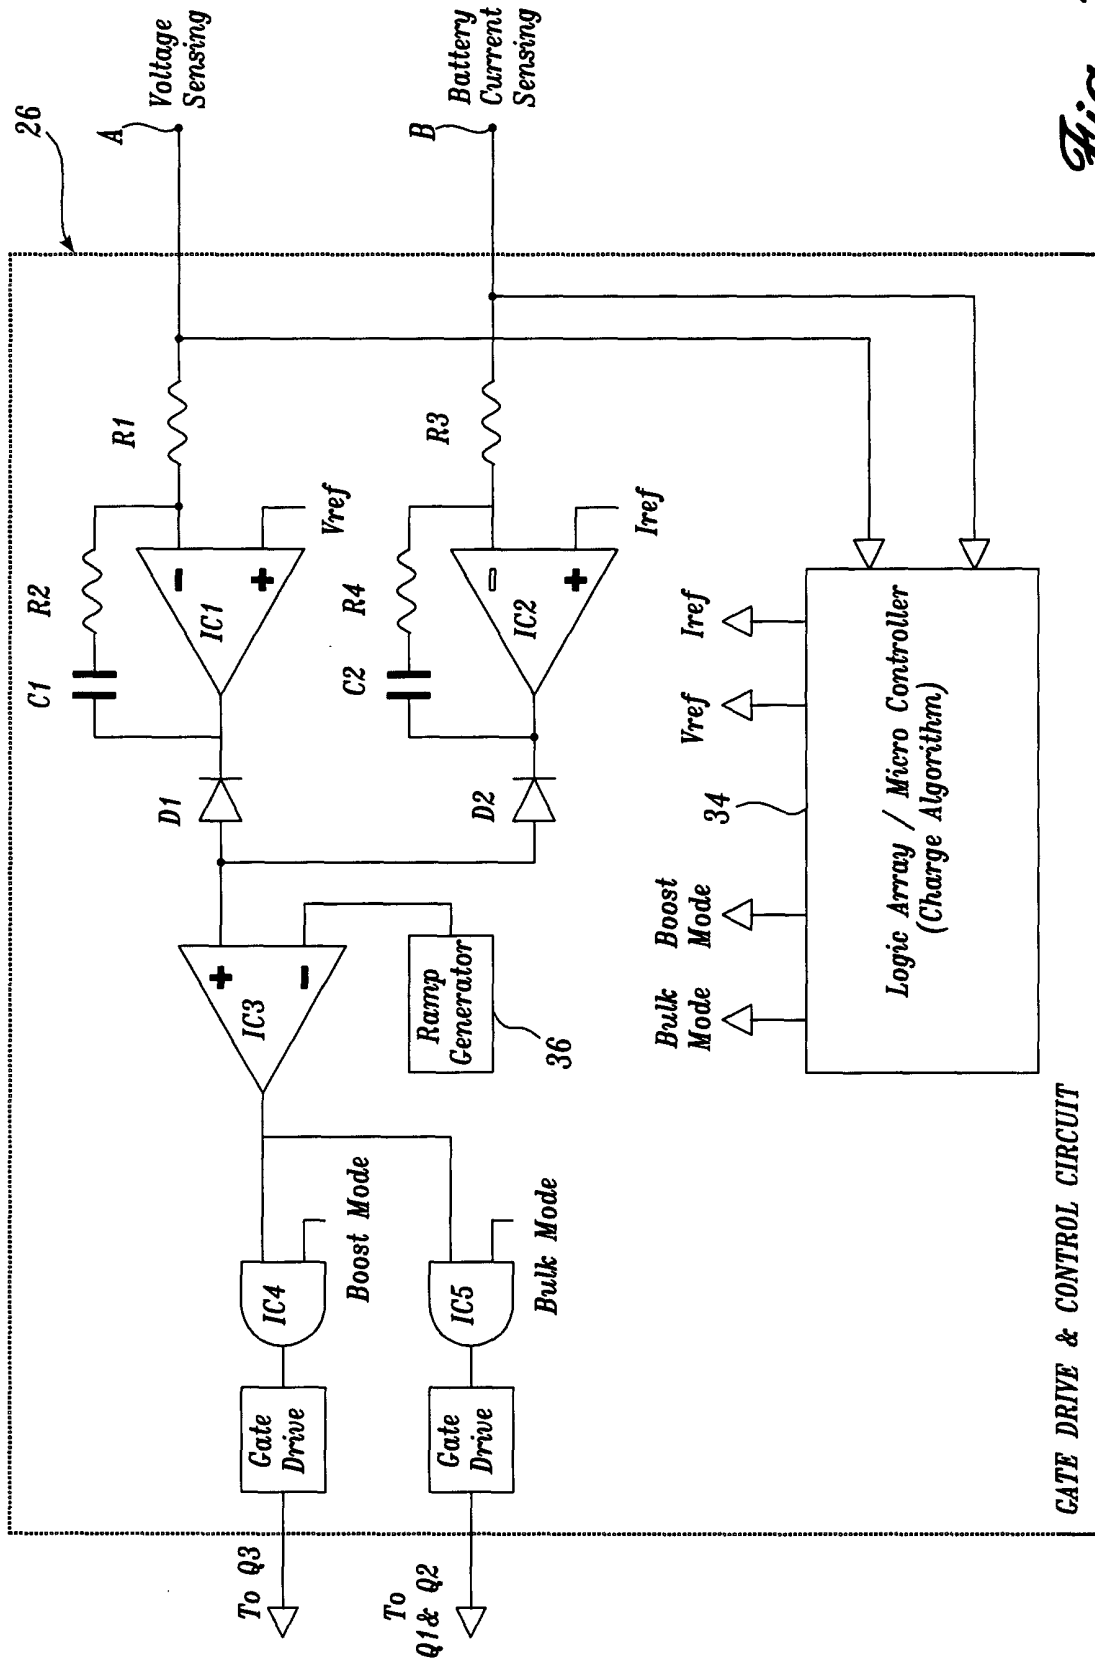 26
A
Voltage
Sensing
B
Battery
Current
Sensing
R1
R2
C1
IC1
Vref
D1
R3
R4
C2
IC2
Iref
D2
IC3
Ramp
Generator
36
IC4
Boost Mode
IC5
Bulk Mode
Gate
Drive
Gate
Drive
To Q3
To
Q1& Q2
Bulk
Mode
Boost
Mode
Vref
Iref
34
Logic Array / Micro Controller
(Charge Algorithm)
GATE DRIVE & CONTROL CIRCUIT
Fig.